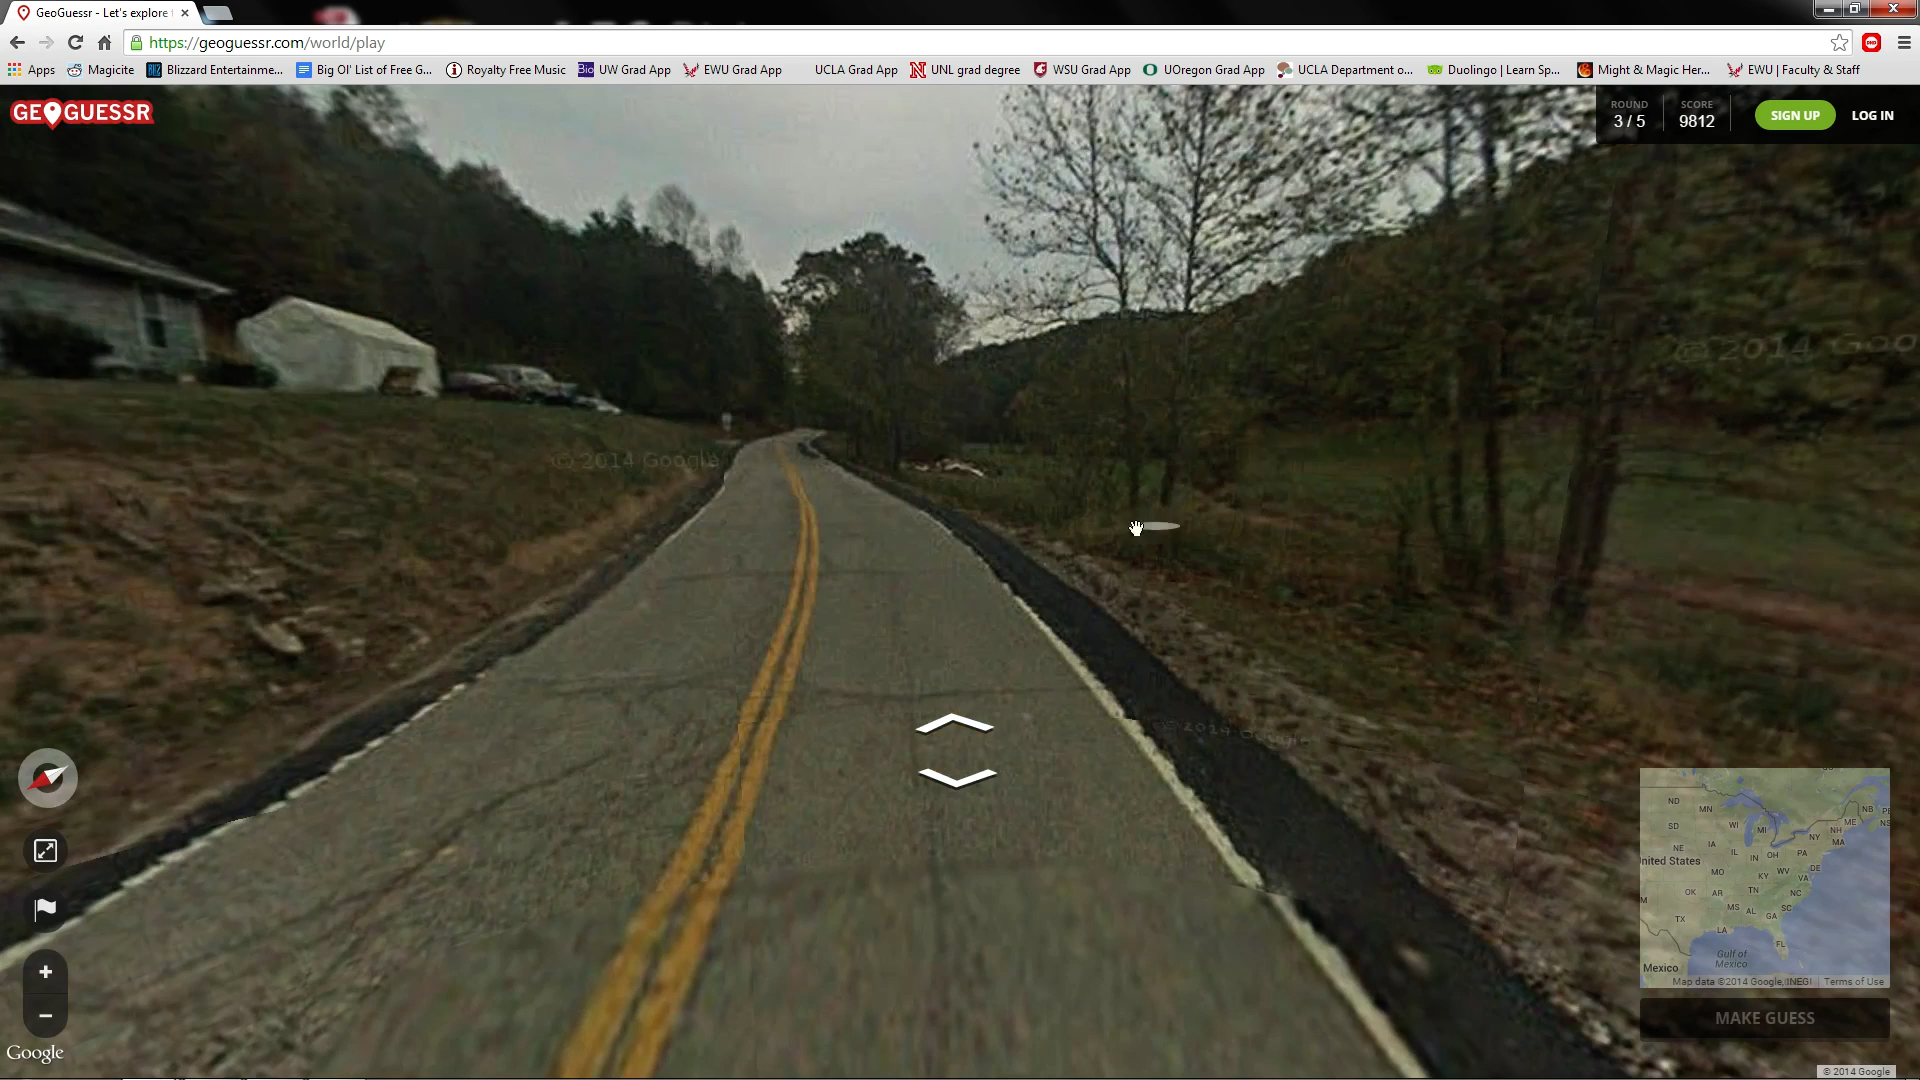 GeoGuessr - Let's explore
https://geoguessr.com/world/play
Apps Magicite Blizzard Entertainme... Big Ol' List of Free G... Royalty Free Music UW Grad App EWU Grad App UCLA Grad App UNL grad degree WSU Grad App UOregon Grad App UCLA Department o... Duolingo | Learn Sp... Might & Magic Her... EWU | Faculty & Staff
GEOGUESSR
ROUND
3 / 5
SCORE
9812
SIGN UP
LOG IN
© 2014 Goo
© 2014 Google
© 2014 Google
ND
MN
NB
SD
WI
MI
ME
NY
NH
MA
NE
IA
IL
IN
OH
PA
United States
MO
KY
WV
VA
DE
OK
AR
TN
NC
MS
AL
GA
SC
TX
LA
FL
Gulf of
Mexico
Mexico
Map data ©2014 Google, INEGI
Terms of Use
MAKE GUESS
+
−
Google
© 2014 Google